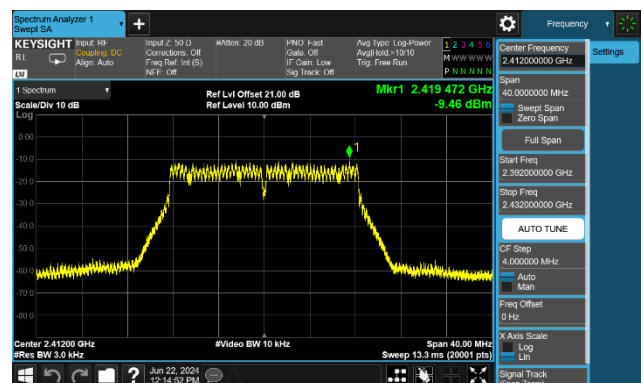 Spectrum Analyzer 1
Swept SA
Frequency
KEYSIGHT
R L
LV
Input: RF
Coupling: DC
Align: Auto
Input Z: 50 Ω
Corrections: Off
Freq Ref: Int (S)
NFE: Off
#Atten: 20 dB
PNO: Fast
Gate: Off
IF Gain: Low
Sig Track: Off
Avg Type: Log-Power
Avg|Hold:>10/10
Trig: Free Run
1 2 3 4 5 6
M W W W W W
P N N N N N
1 Spectrum
Scale/Div 10 dB
Log
Ref Lvl Offset 21.00 dB
Ref Level 10.00 dBm
Mkr1 2.419 472 GHz
-9.46 dBm
1
0.00
-10.0
-20.0
-30.0
-40.0
-50.0
-60.0
-70.0
-80.0
Center 2.41200 GHz
#Res BW 3.0 kHz
#Video BW 10 kHz
Span 40.00 MHz
Sweep 13.3 ms (20001 pts)
Jun 22, 2024
12:14:52 PM
Center Frequency
2.412000000 GHz
Settings
Span
40.0000000 MHz
Swept Span
Zero Span
Full Span
Start Freq
2.392000000 GHz
Stop Freq
2.432000000 GHz
AUTO TUNE
CF Step
4.000000 MHz
Auto
Man
Freq Offset
0 Hz
X Axis Scale
Log
Lin
Signal Track
(Span Zoom)